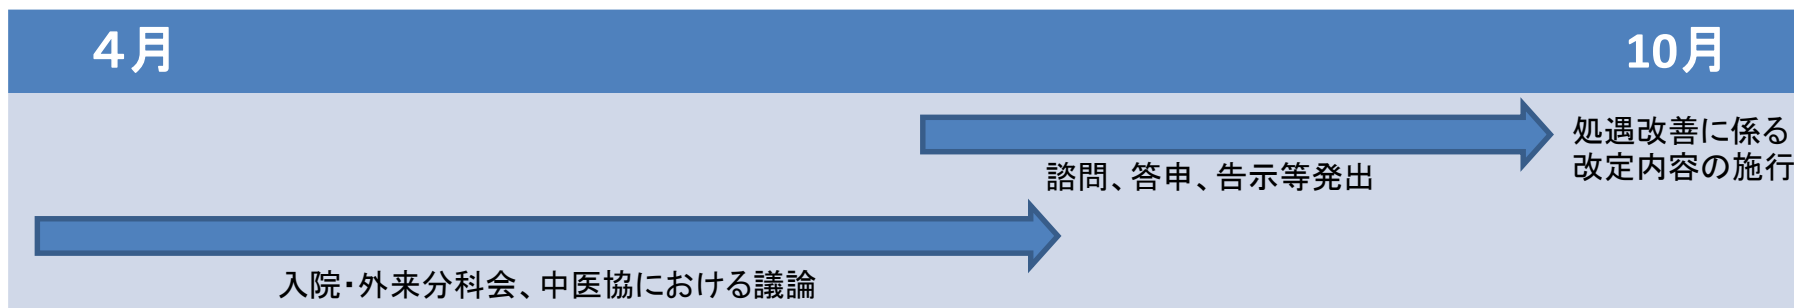 ４月
10月
処遇改善に係る
改定内容の施行
諮問、答申、告示等発出
入院・外来分科会、中医協における議論